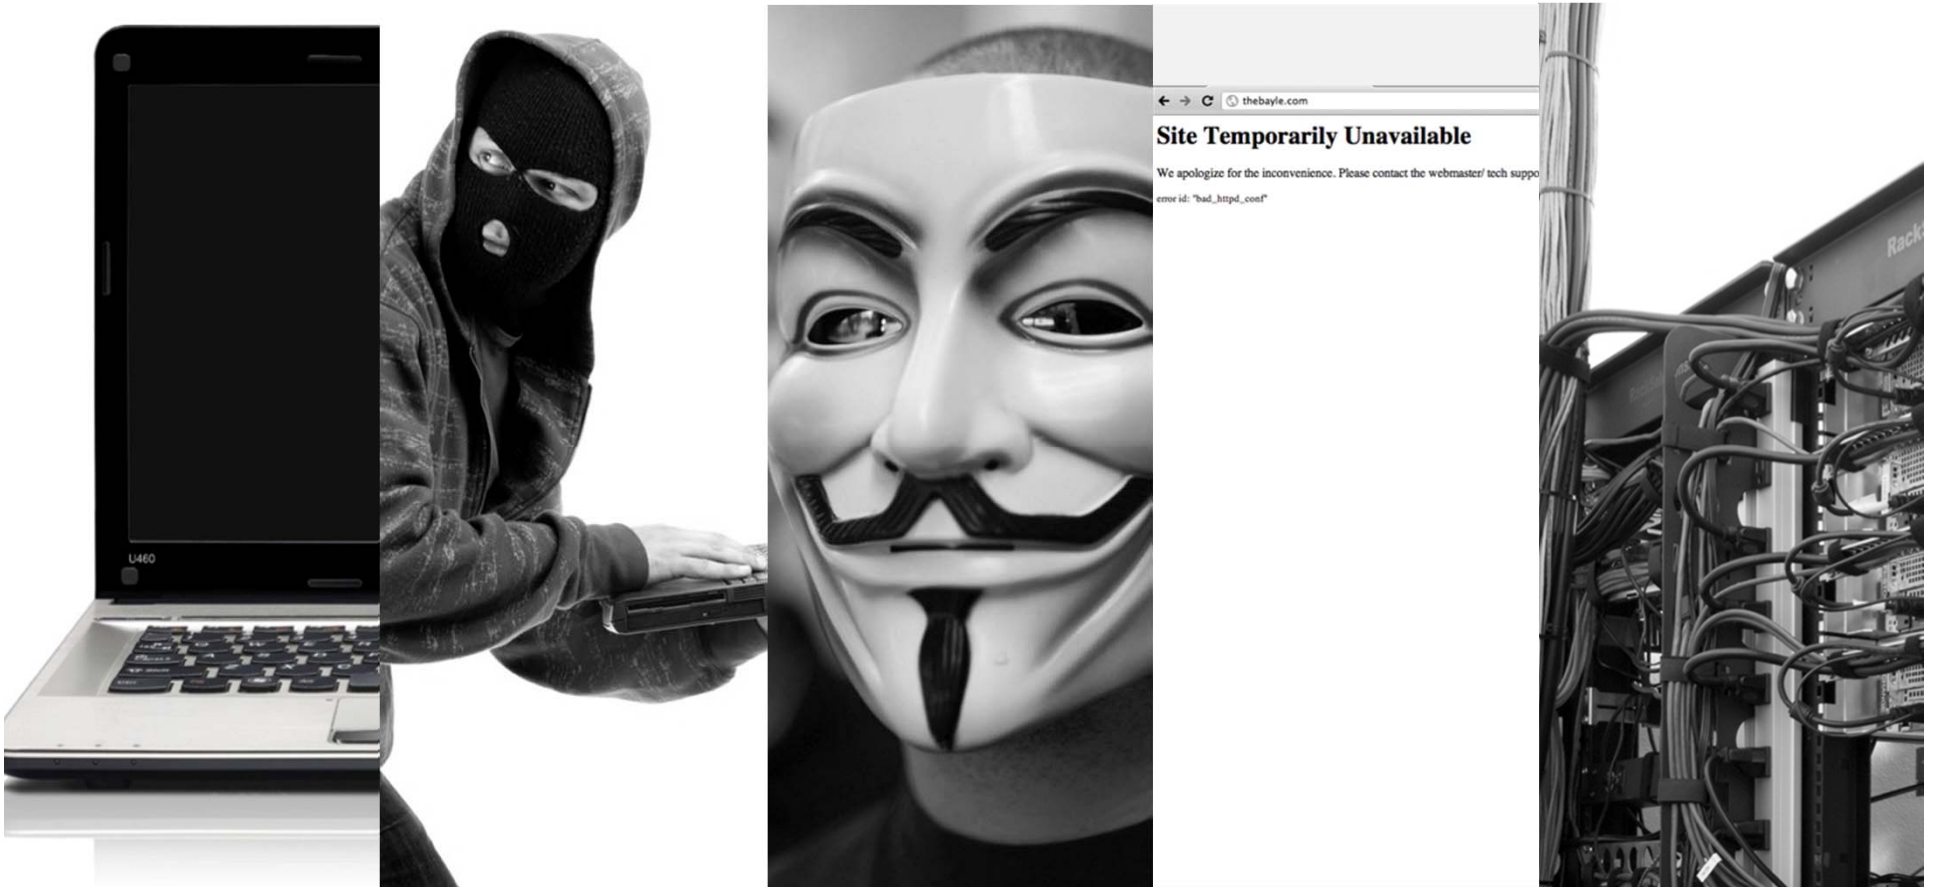 U460
thebayle.com
Site Temporarily Unavailable
We apologize for the inconvenience. Please contact the webmaster/ tech suppo
error id: "bad_httpd_conf"
Rack